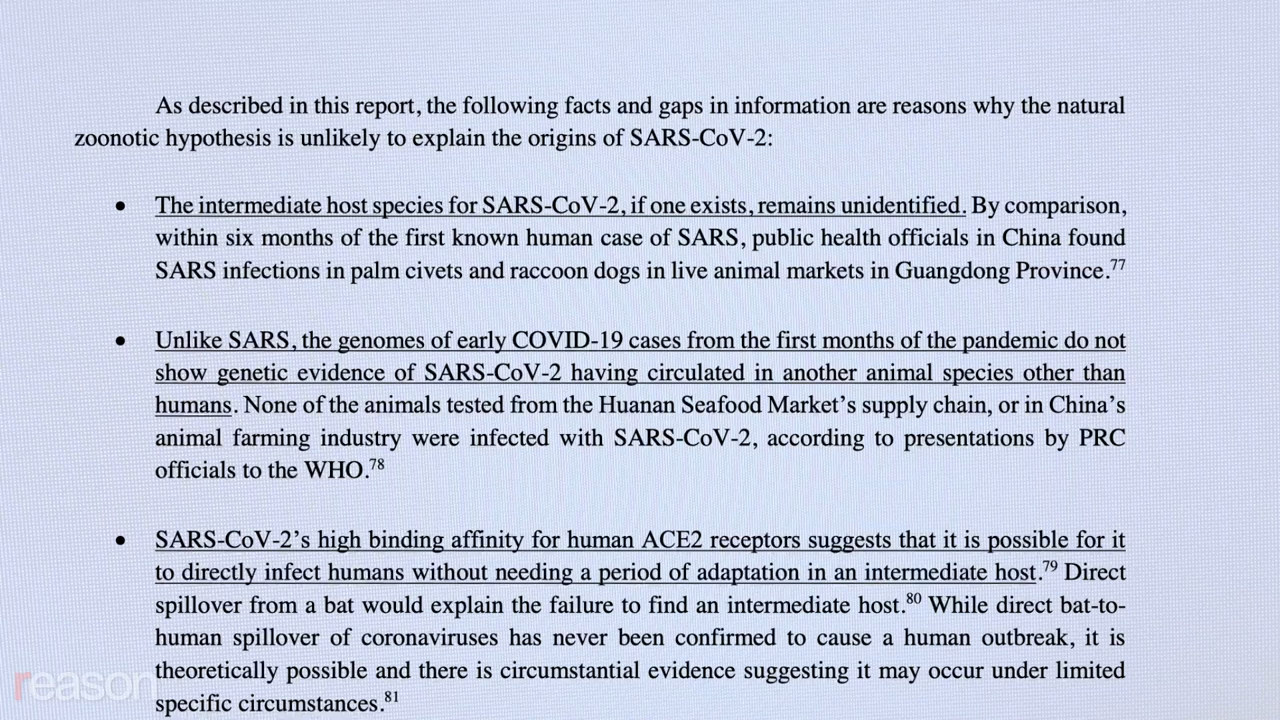 As described in this report, the following facts and gaps in information are reasons why the natural
zoonotic hypothesis is unlikely to explain the origins of SARS-CoV-2:
• The intermediate host species for SARS-CoV-2, if one exists, remains unidentified. By comparison,
within six months of the first known human case of SARS, public health officials in China found
SARS infections in palm civets and raccoon dogs in live animal markets in Guangdong Province.77
• Unlike SARS, the genomes of early COVID-19 cases from the first months of the pandemic do not
show genetic evidence of SARS-CoV-2 having circulated in another animal species other than
humans. None of the animals tested from the Huanan Seafood Market’s supply chain, or in China’s
animal farming industry were infected with SARS-CoV-2, according to presentations by PRC
officials to the WHO.78
• SARS-CoV-2’s high binding affinity for human ACE2 receptors suggests that it is possible for it
to directly infect humans without needing a period of adaptation in an intermediate host.79 Direct
spillover from a bat would explain the failure to find an intermediate host.80 While direct bat-to-
human spillover of coronaviruses has never been confirmed to cause a human outbreak, it is
theoretically possible and there is circumstantial evidence suggesting it may occur under limited
specific circumstances.81
reason